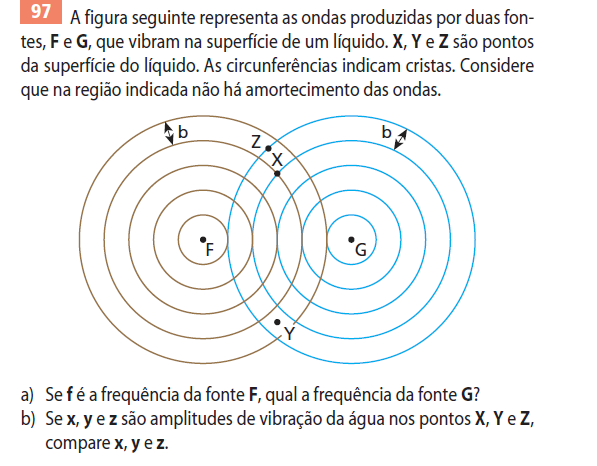 97 A figura seguinte representa as ondas produzidas por duas fon-
tes, F e G, que vibram na superfície de um líquido. X, Y e Z são pontos
da superfície do líquido. As circunferências indicam cristas. Considere
que na região indicada não há amortecimento das ondas.
b
Z
X
b
F
G
Y
a) Se f é a frequência da fonte F, qual a frequência da fonte G?
b) Se x, y e z são amplitudes de vibração da água nos pontos X, Y e Z,
compare x, y e z.